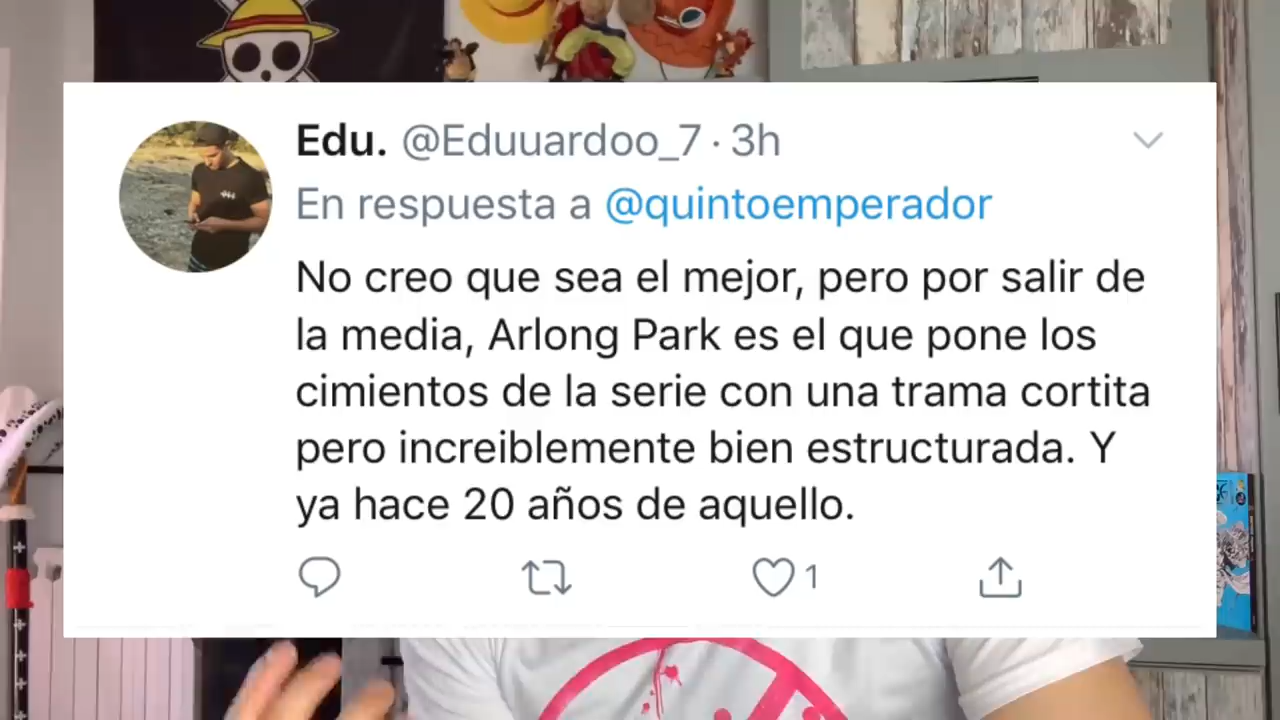 Edu. @Eduuardoo_7 · 3h
En respuesta a @quintoemperador
No creo que sea el mejor, pero por salir de
la media, Arlong Park es el que pone los
cimientos de la serie con una trama cortita
pero increiblemente bien estructurada. Y
ya hace 20 años de aquello.
1